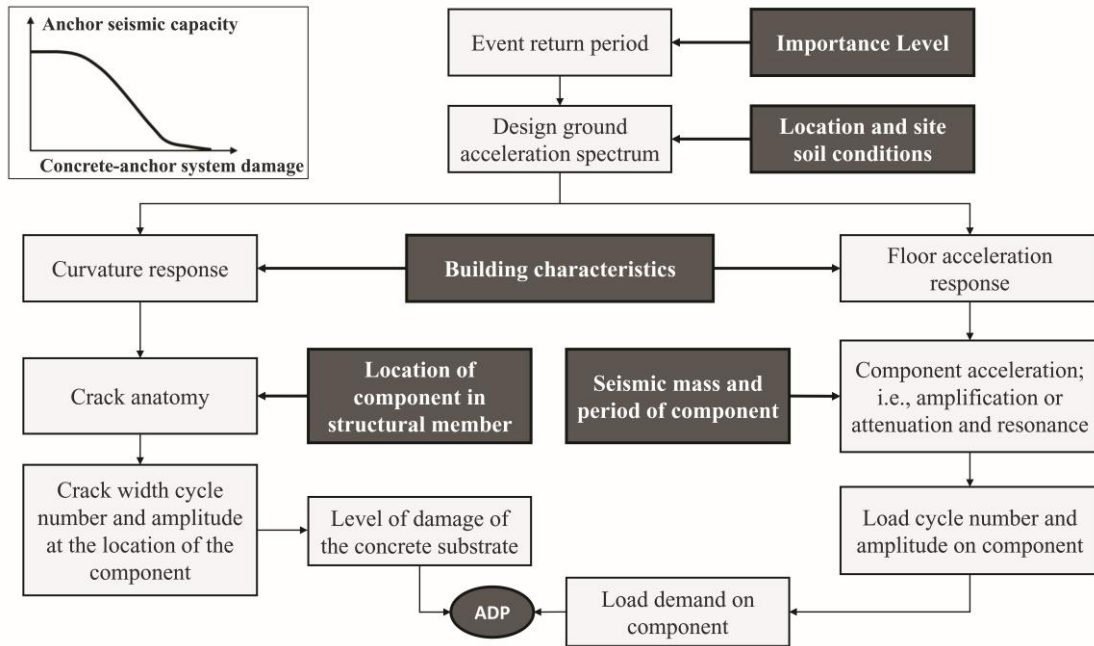 Anchor seismic capacity
Concrete-anchor system damage
Event return period
Importance Level
Design ground
acceleration spectrum
Location and site
soil conditions
Curvature response
Building characteristics
Floor acceleration
response
Crack anatomy
Location of
component in
structural member
Seismic mass and
period of component
Component acceleration;
i.e., amplification or
attenuation and resonance
Crack width cycle
number and amplitude
at the location of the
component
Level of damage of
the concrete substrate
Load cycle number and
amplitude on component
ADP
Load demand on
component